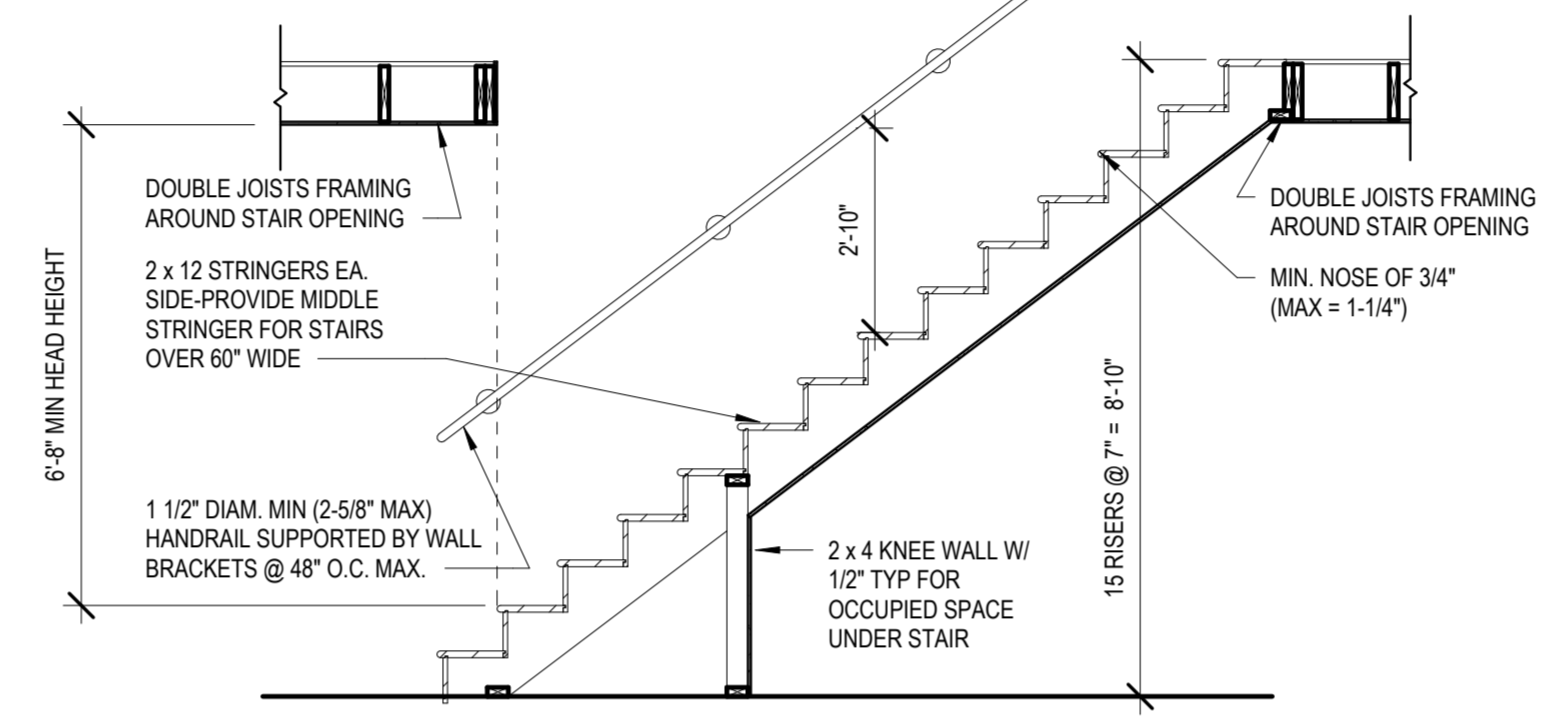 DOUBLE JOISTS FRAMING
AROUND STAIR OPENING
2 x 12 STRINGERS EA.
SIDE-PROVIDE MIDDLE
STRINGER FOR STAIRS
OVER 60" WIDE
6'-8" MIN HEAD HEIGHT
1 1/2" DIAM. MIN (2-5/8" MAX)
HANDRAIL SUPPORTED BY WALL
BRACKETS @ 48" O.C. MAX.
2'-10"
2 x 4 KNEE WALL W/
1/2" TYP FOR
OCCUPIED SPACE
UNDER STAIR
15 RISERS @ 7" = 8'-10"
DOUBLE JOISTS FRAMING
AROUND STAIR OPENING
MIN. NOSE OF 3/4"
(MAX = 1-1/4")